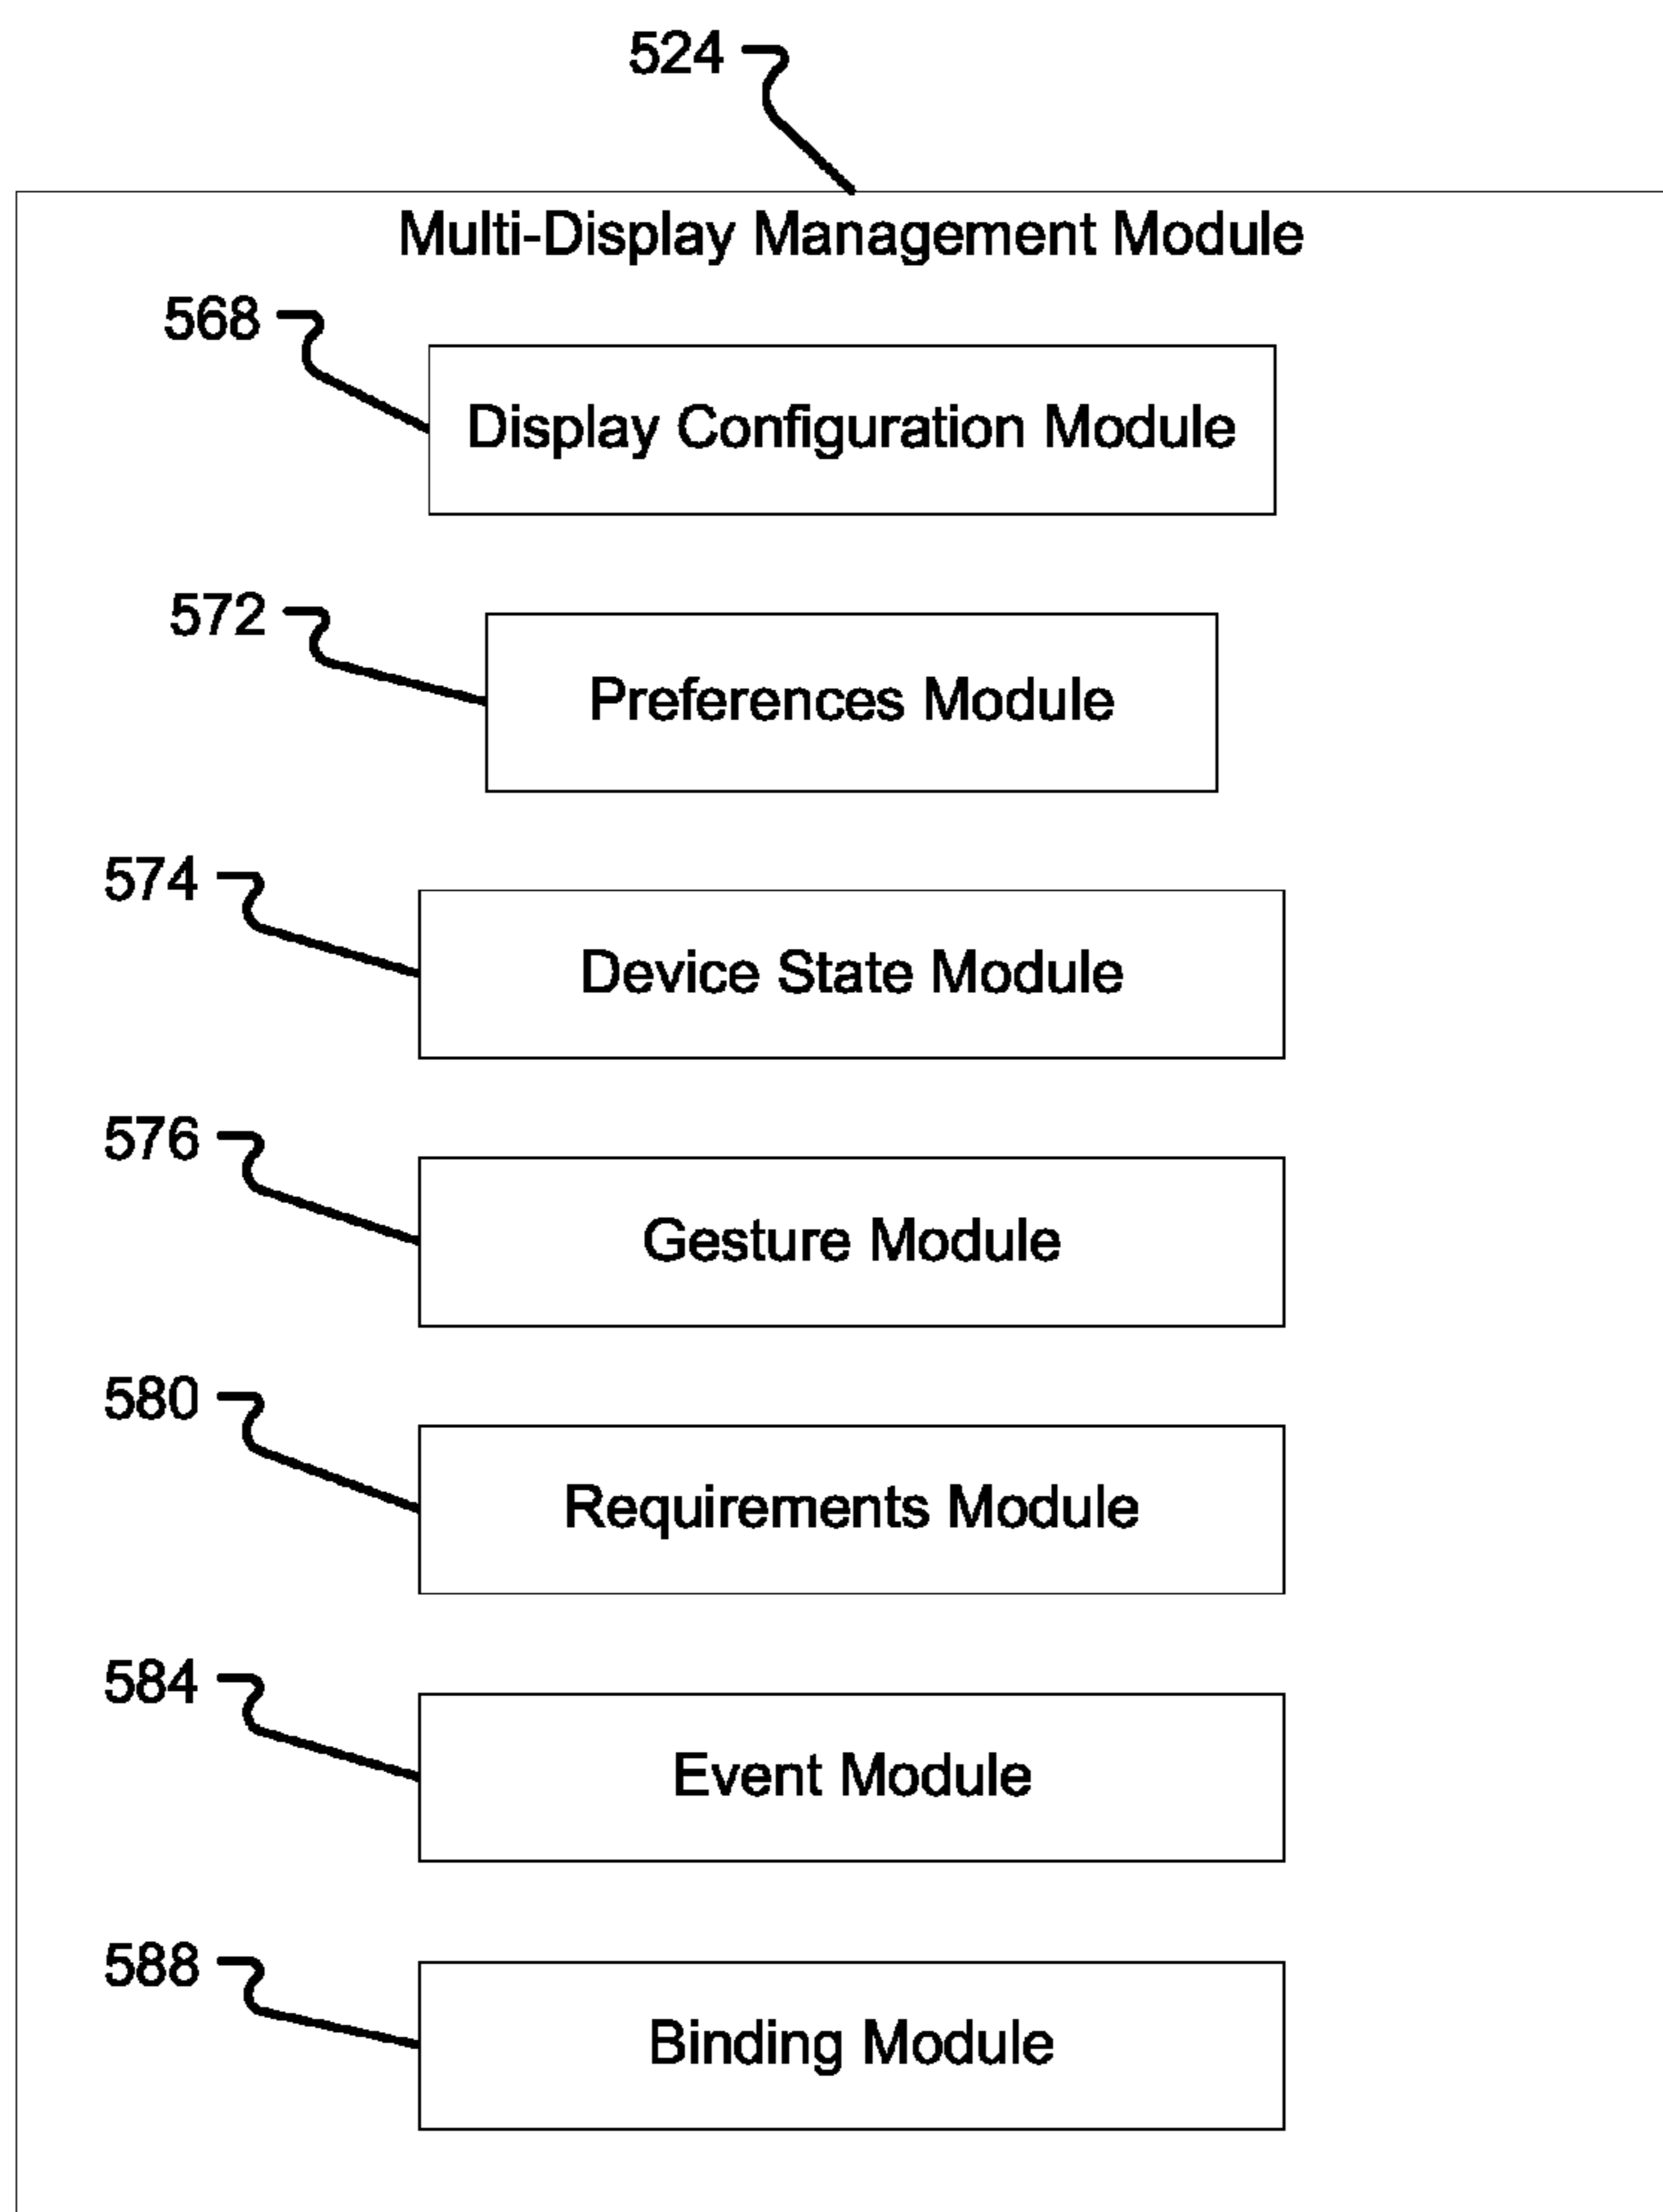 524
Multi-Display Management Module
568
Display Configuration Module
572
Preferences Module
574
Device State Module
576
Gesture Module
580
Requirements Module
584
Event Module
588
Binding Module